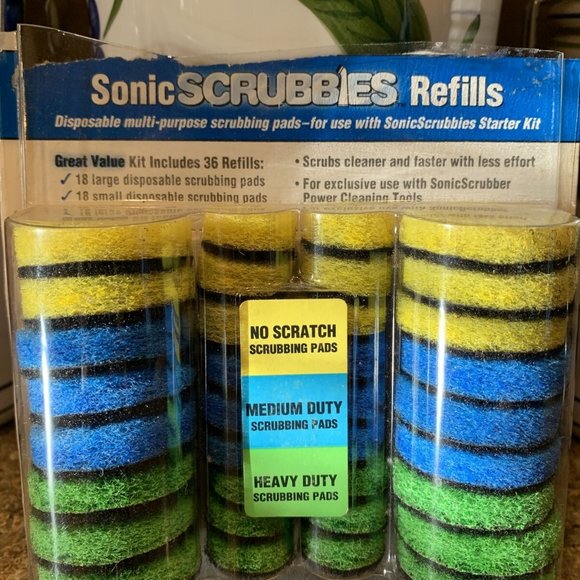 SonicSCRUBBIES Refills
Disposable multi-purpose scrubbing pads–for use with SonicScrubbies Starter Kit
Great Value Kit Includes 36 Refills:
✓ 18 large disposable scrubbing pads
✓ 18 small disposable scrubbing pads
• Scrubs cleaner and faster with less effort
• For exclusive use with SonicScrubber
Power Cleaning Tools
NO SCRATCH
SCRUBBING PADS
MEDIUM DUTY
SCRUBBING PADS
HEAVY DUTY
SCRUBBING PADS